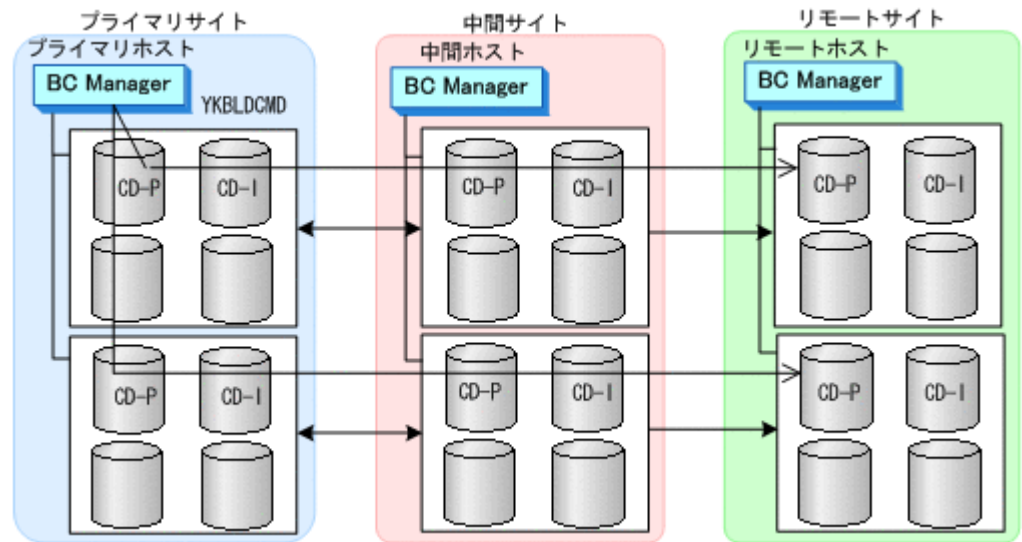 プライマリサイト
中間サイト
リモートサイト
プライマリホスト
中間ホスト
リモートホスト
BC Manager
BC Manager
BC Manager
YKBLDCMD
CD-P
CD-I
CD-P
CD-I
CD-P
CD-I
CD-P
CD-I
CD-P
CD-I
CD-P
CD-I